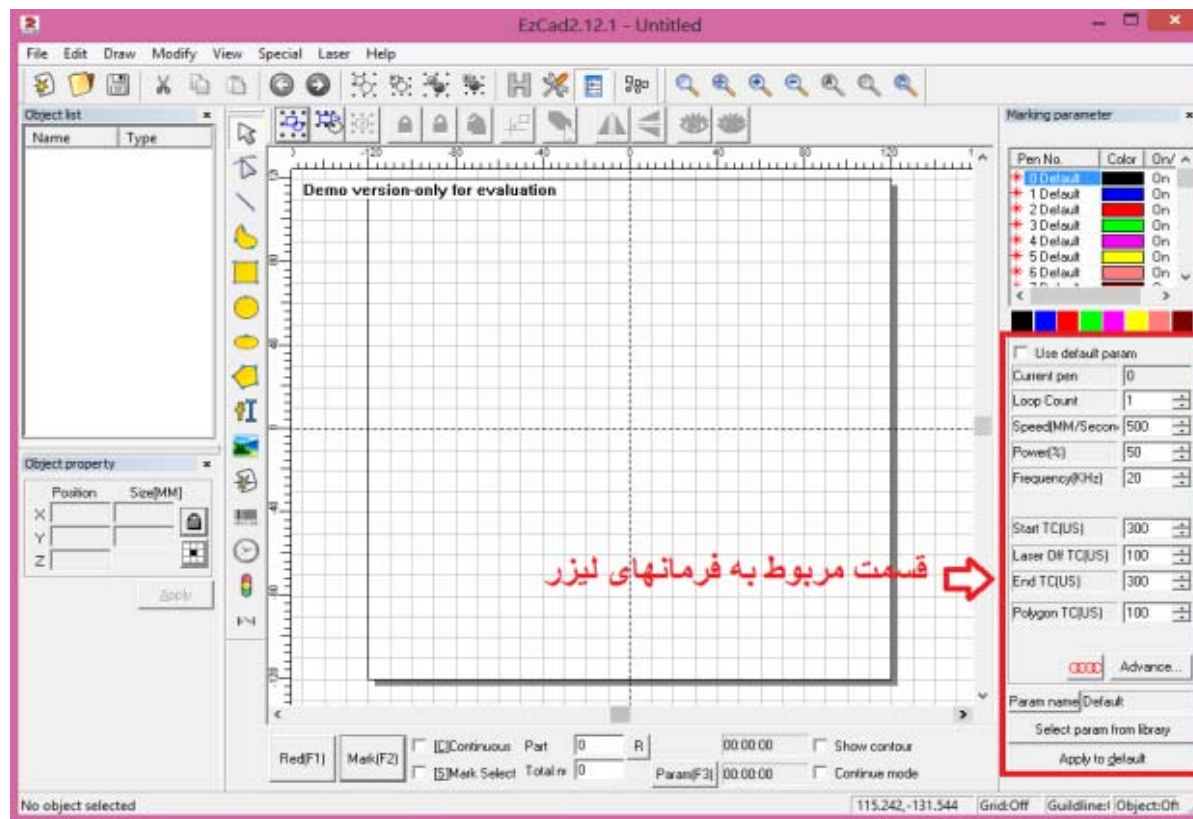 EzCad2.12.1 - Untitled
File Edit Draw Modify View Special Laser Help
Object list
Name Type
Demo version-only for evaluation
Object property
Position Size[MM]
X
Y
Z
Apply
قسمت مربوط به فرمانهای لیزر
Red(F1) Mark(F2)
[C]Continuous Part 0 R 00:00:00 Show contour
[S]Mark Select Total 0 Param(F3) 00:00:00 Continue mode
Marking parameter
Pen No. Color On/
0 Default On
1 Default On
2 Default On
3 Default On
4 Default On
5 Default On
6 Default On
Use default param
Current pen 0
Loop Count 1
Speed(MM/Secon 500
Power(%) 50
Frequency(KHz) 20
Start TC(US) 300
Laser Off TC(US) 100
End TC(US) 300
Polygon TC(US) 100
Advance...
Param name Default
Select param from library
Apply to default
No object selected 115.242,-131.544 Grid:Off Guildline:( Object:Off